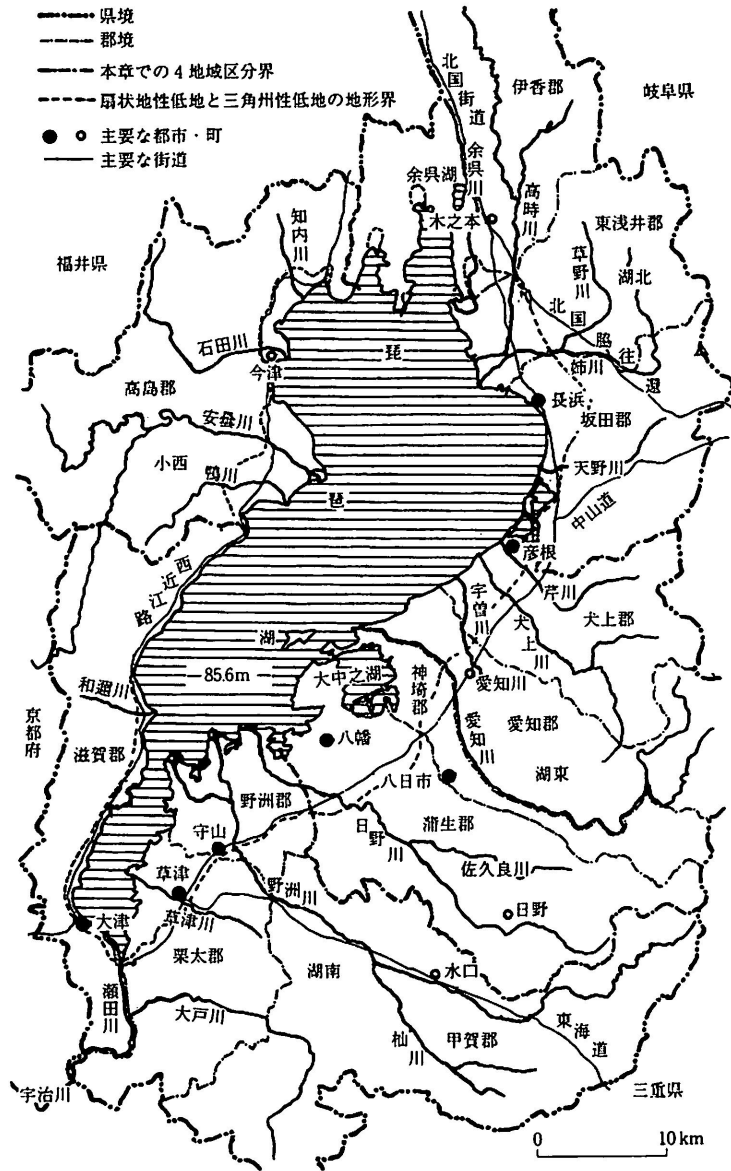 県境
郡境
本章での4地域区分界
扇状地性低地と三角州性低地の地形界
主要な都市・町
主要な街道
北国街道
伊香郡
岐阜県
余呉湖
余呉川
高時川
木之本
知内川
福井県
東浅井郡
草野川
湖北
北国脇往還
石田川
今津
琵
姉川
高島郡
長浜
坂田郡
安曇川
小西
鴨川
天野川
琶
中山道
彦根
芹川
西近江路
宇曽川
犬上川
犬上郡
湖
85.6m
大中之湖
神埼郡
愛知川
和邇川
京都府
滋賀郡
八幡
愛知川
愛知郡
湖東
八日市
野洲郡
蒲生郡
守山
日野川
佐久良川
草津
野洲川
日野
大津
草津川
栗太郡
湖南
水口
瀬田川
大戸川
杣川
甲賀郡
東海道
宇治川
三重県
0 10km